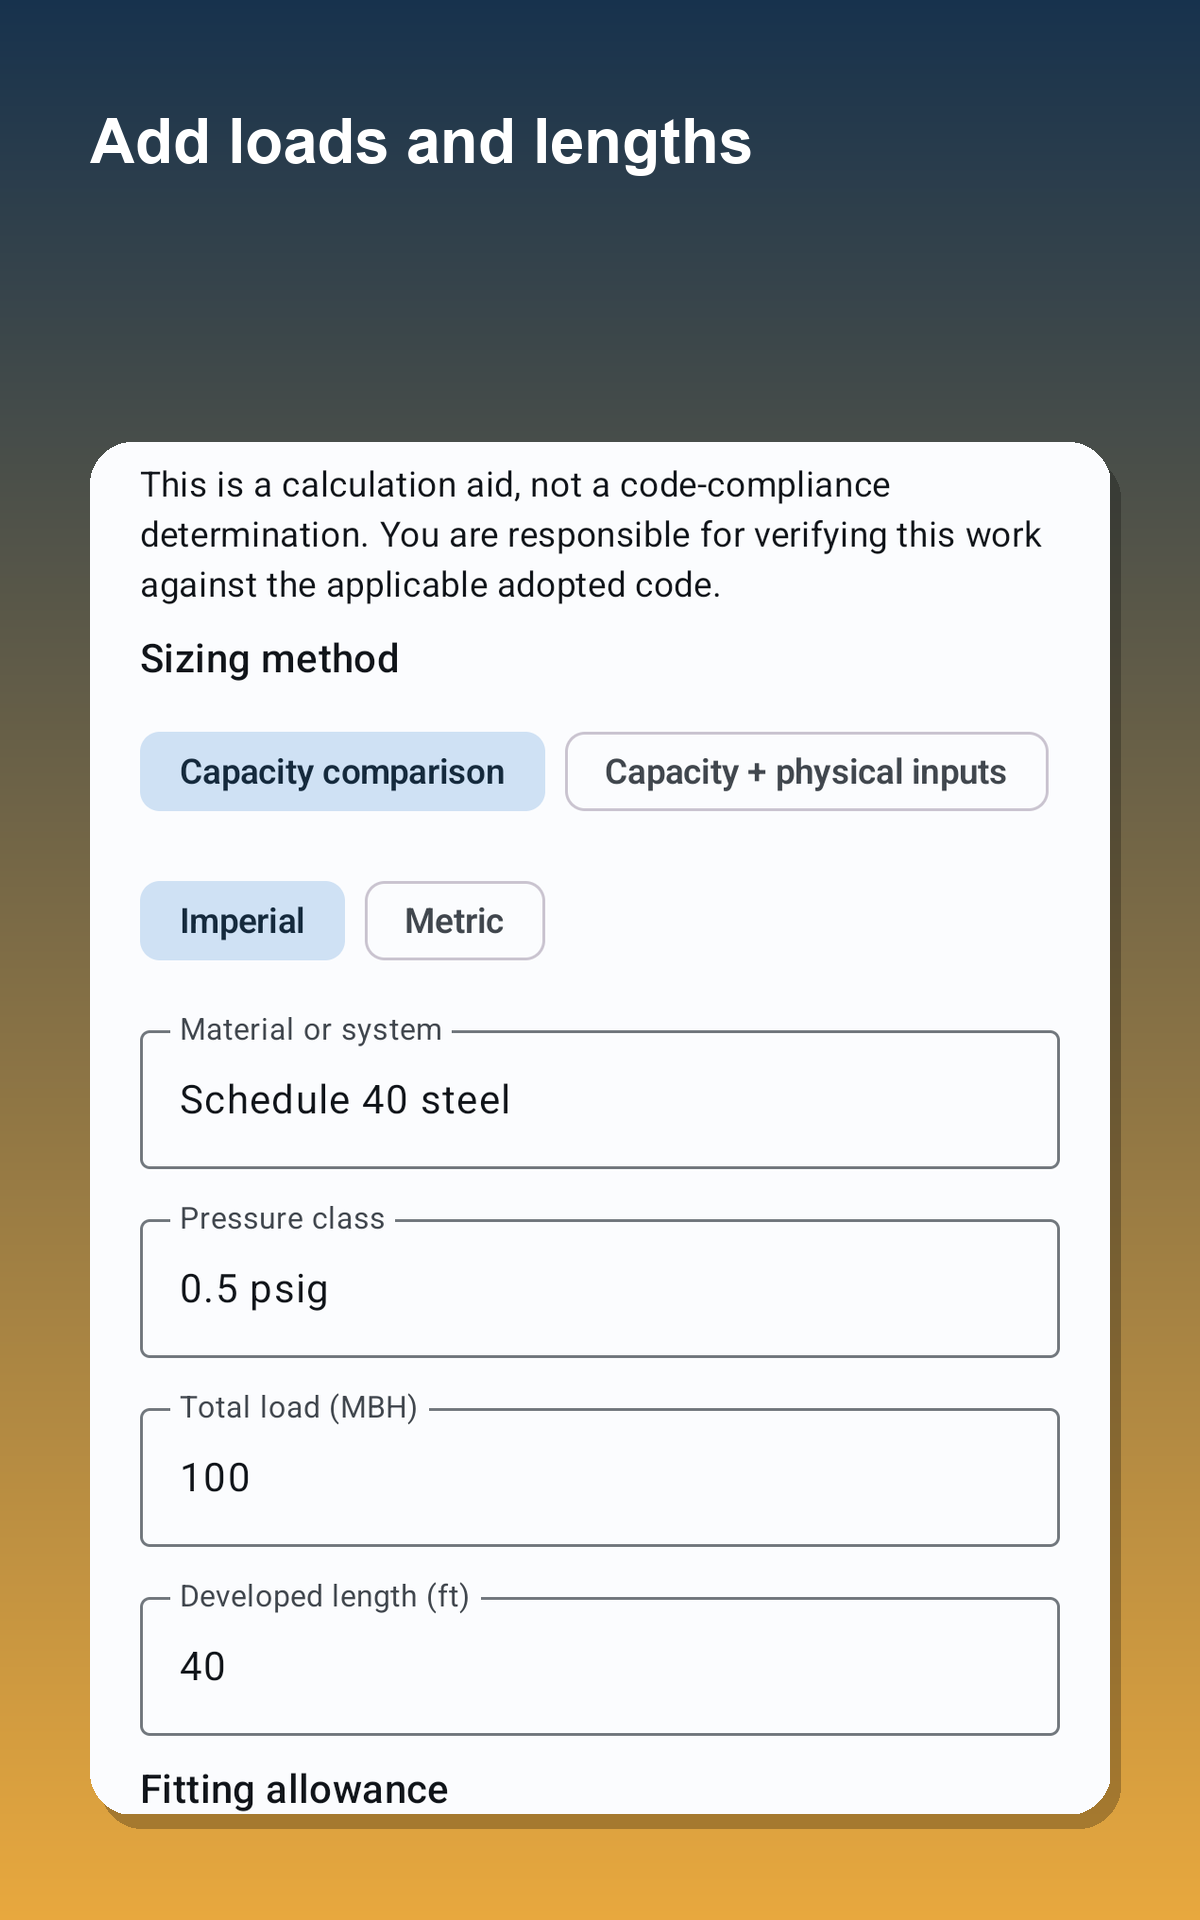 Add loads and lengths
This is a calculation aid, not a code-compliance
determination. You are responsible for verifying this work
against the applicable adopted code.
Sizing method
Capacity comparison
Capacity + physical inputs
Imperial
Metric
Material or system
Schedule 40 steel
Pressure class
0.5 psig
Total load (MBH)
100
Developed length (ft)
40
Fitting allowance